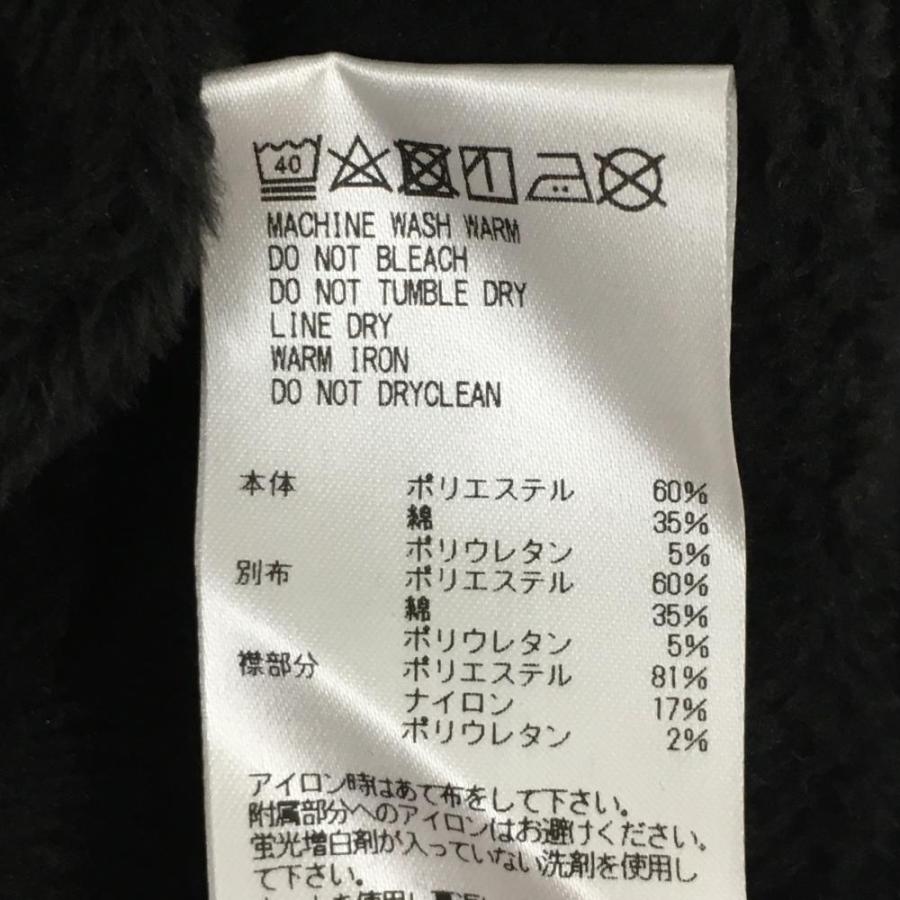 40
MACHINE WASH WARM
DO NOT BLEACH
DO NOT TUMBLE DRY
LINE DRY
WARM IRON
DO NOT DRYCLEAN
本体 ポリエステル 60%
綿 35%
ポリウレタン 5%
別布 ポリエステル 60%
綿 35%
ポリウレタン 5%
襟部分 ポリエステル 81%
ナイロン 17%
ポリウレタン 2%
アイロン時はあて布をして下さい。
附属部分へのアイロンはお避けください。
蛍光増白剤が入っていない洗剤を使用し
て下さい。